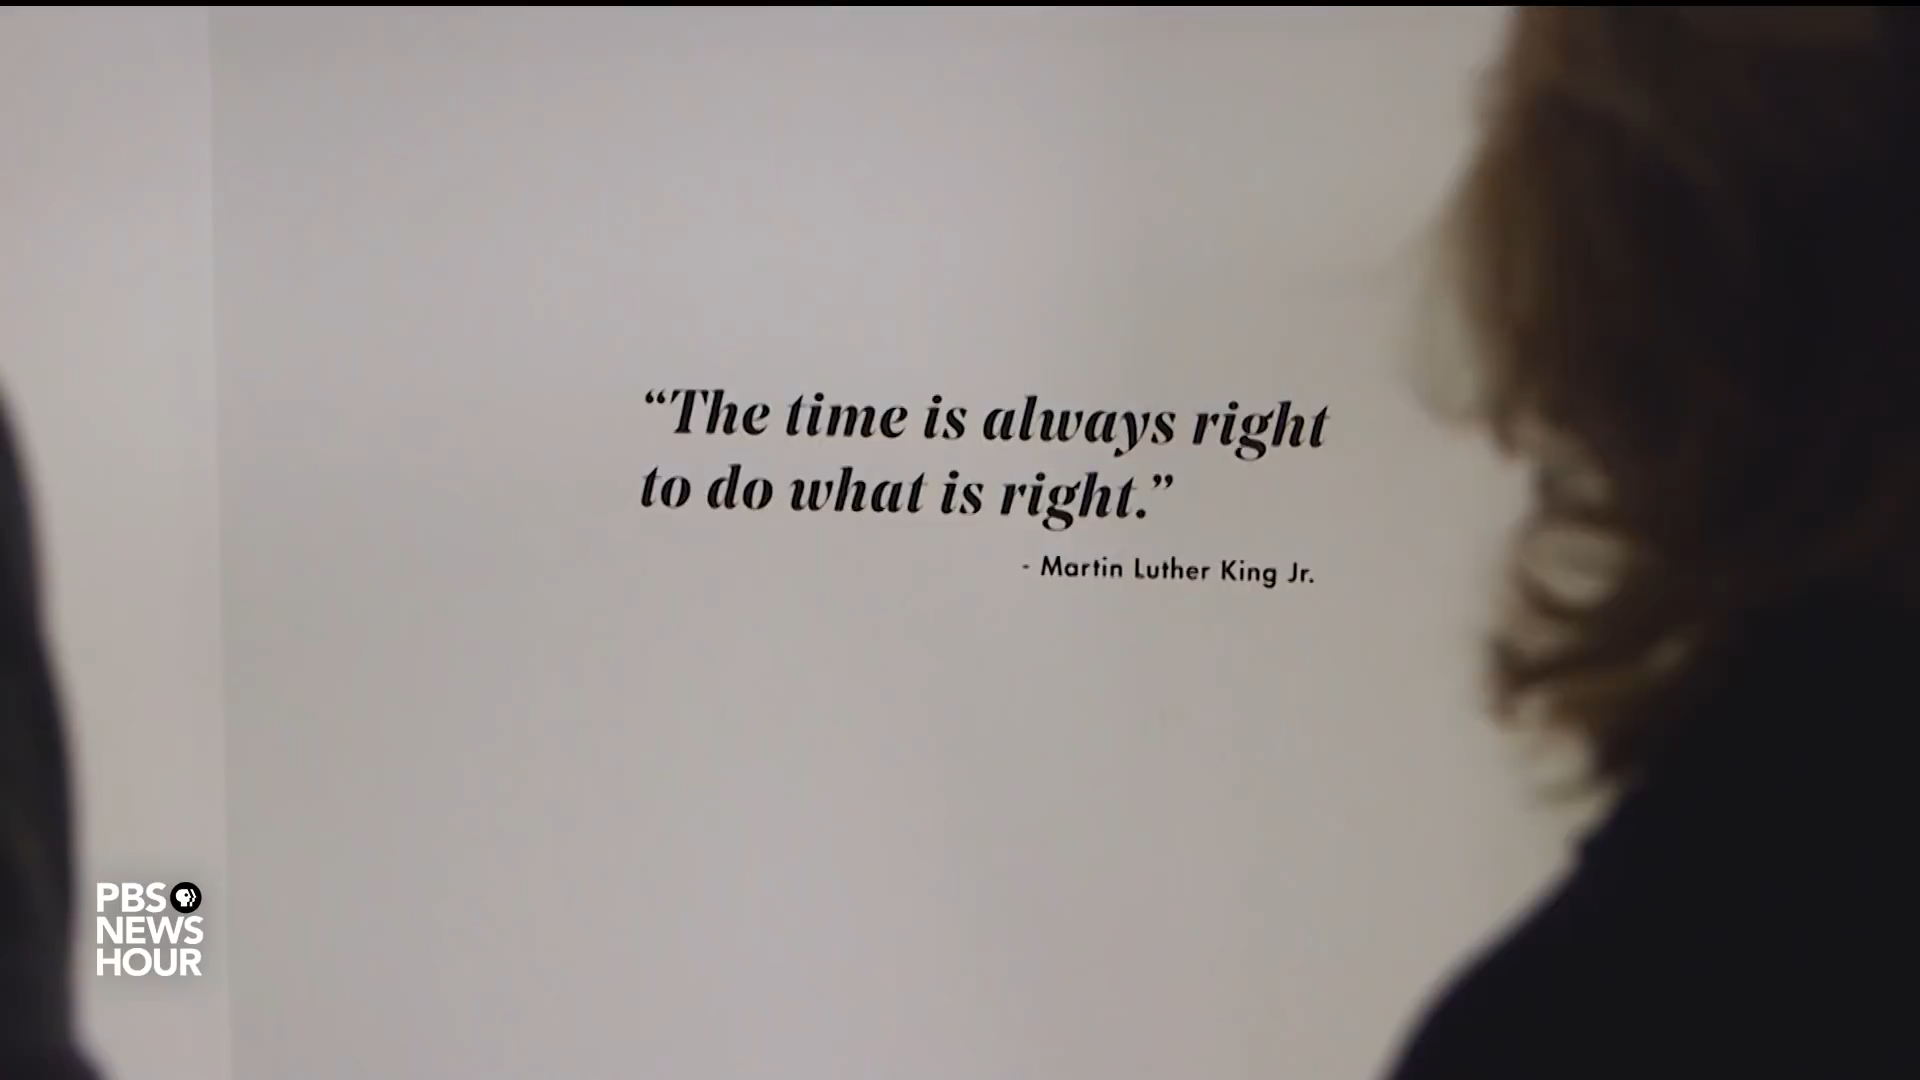 “The time is always right
to do what is right.”
- Martin Luther King Jr.
PBS
NEWS
HOUR